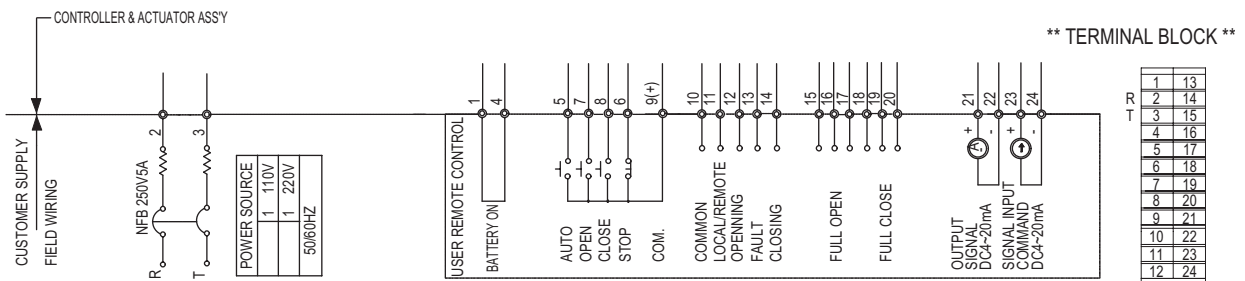 CONTROLLER & ACTUATOR ASS'Y
** TERMINAL BLOCK **
CUSTOMER SUPPLY
FIELD WIRING
2
3
NFB 250V5A
R
T
POWER SOURCE
1 110V
1 220V
50/60HZ
USER REMOTE CONTROL
1
4
BATTERY ON
5
7
8
6
9(+)
AUTO
OPEN
CLOSE
STOP
COM.
10
11
12
13
14
COMMON
LOCAL/REMOTE
OPENNING
FAULT
CLOSING
15
16
17
18
19
20
FULL OPEN
FULL CLOSE
21
22
23
24
+
-
+
-
A
OUTPUT
SIGNAL
DC4~20mA
SIGNAL INPUT
COMMAND
DC4~20mA
1 13
R 2 14
T 3 15
4 16
5 17
6 18
7 19
8 20
9 21
10 22
11 23
12 24